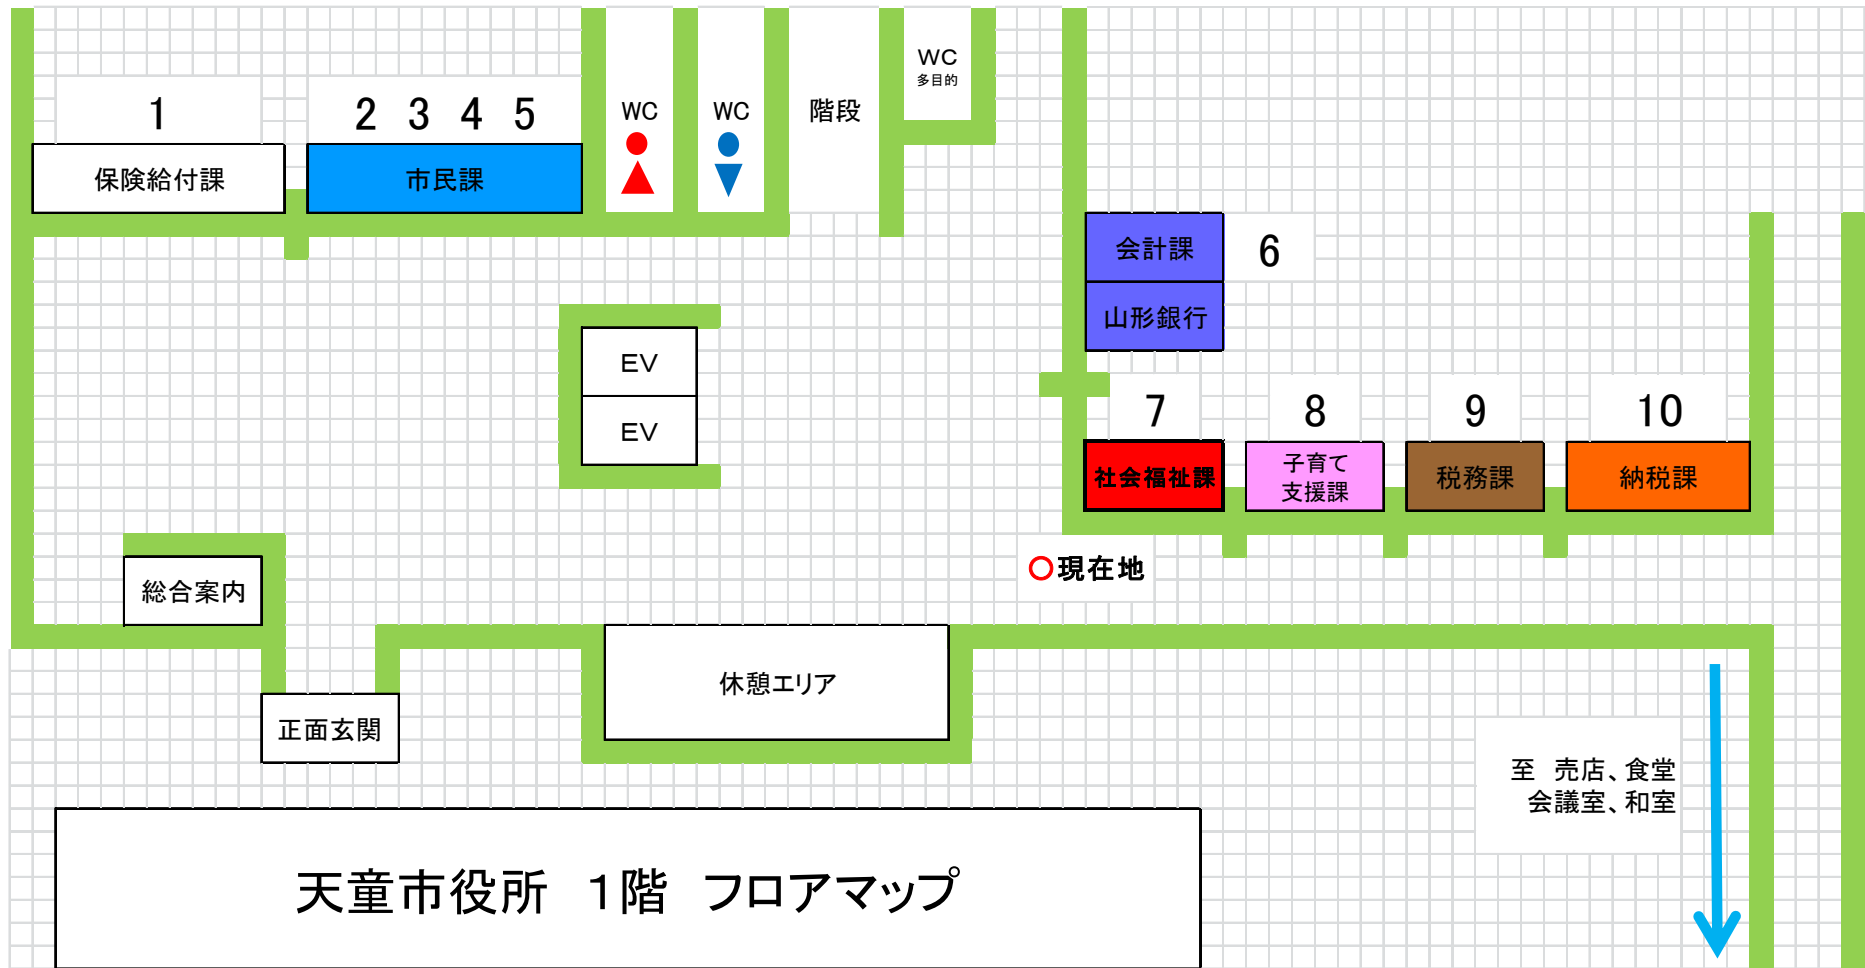 WC
多目的
1
2 3 4 5
WC
WC
階段
保険給付課
市民課
会計課
6
山形銀行
EV
EV
7
8
9
10
社会福祉課
子育て
支援課
税務課
納税課
○現在地
総合案内
休憩エリア
正面玄関
至 売店、食堂
会議室、和室
天童市役所 1階 フロアマップ